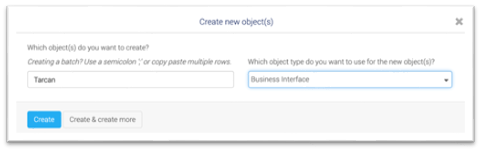 Create new object(s)
Which object(s) do you want to create?
Creating a batch? Use a semicolon ';' or copy paste multiple rows.
Which object type do you want to use for the new object(s)?
Tarcan
Business Interface
Create
Create & create more